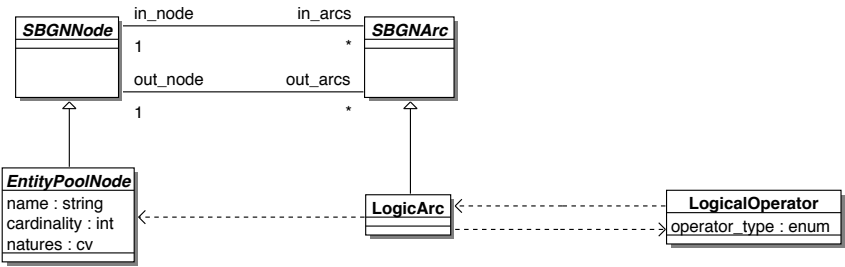 SBGNNode
in_node
in_arcs
SBGNArc
1
*
out_node
out_arcs
1
*
EntityPoolNode
name : string
cardinality : int
natures : cv
LogicArc
LogicalOperator
operator_type : enum